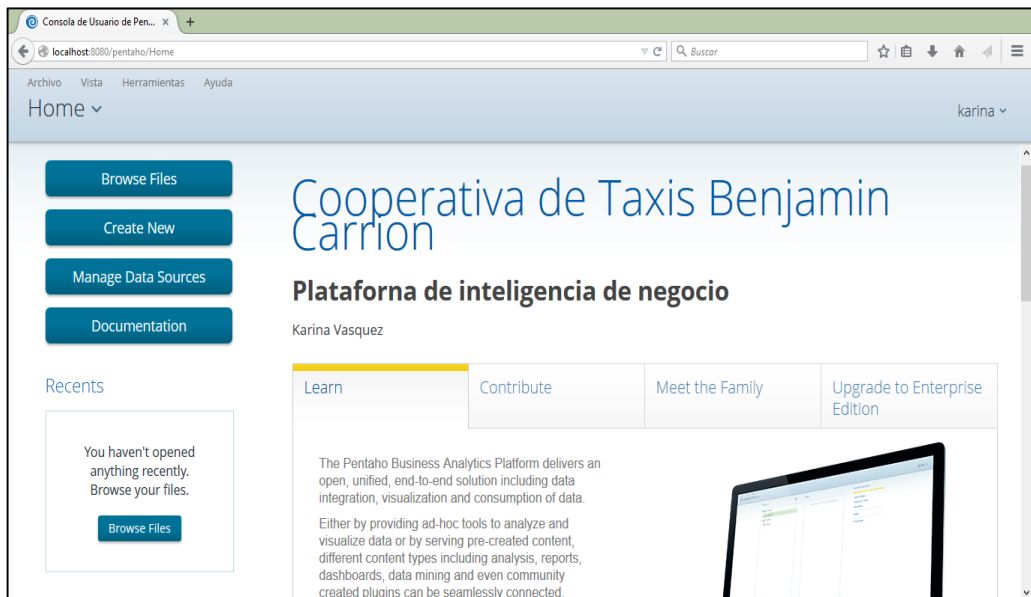 Consola de Usuario de Pen...
localhost:8080/pentaho/Home
Buscar
Archivo Vista Herramientas Ayuda
Home
karina
Browse Files
Create New
Manage Data Sources
Documentation
Recents
You haven't opened
anything recently.
Browse your files.
Browse Files
Cooperativa de Taxis Benjamin
Carrion
Plataforna de inteligencia de negocio
Karina Vasquez
Learn
Contribute
Meet the Family
Upgrade to Enterprise
Edition
The Pentaho Business Analytics Platform delivers an
open, unified, end-to-end solution including data
integration, visualization and consumption of data.
Either by providing ad-hoc tools to analyze and
visualize data or by serving pre-created content,
different content types including analysis, reports,
dashboards, data mining and even community
created plugins can be seamlessly connected.